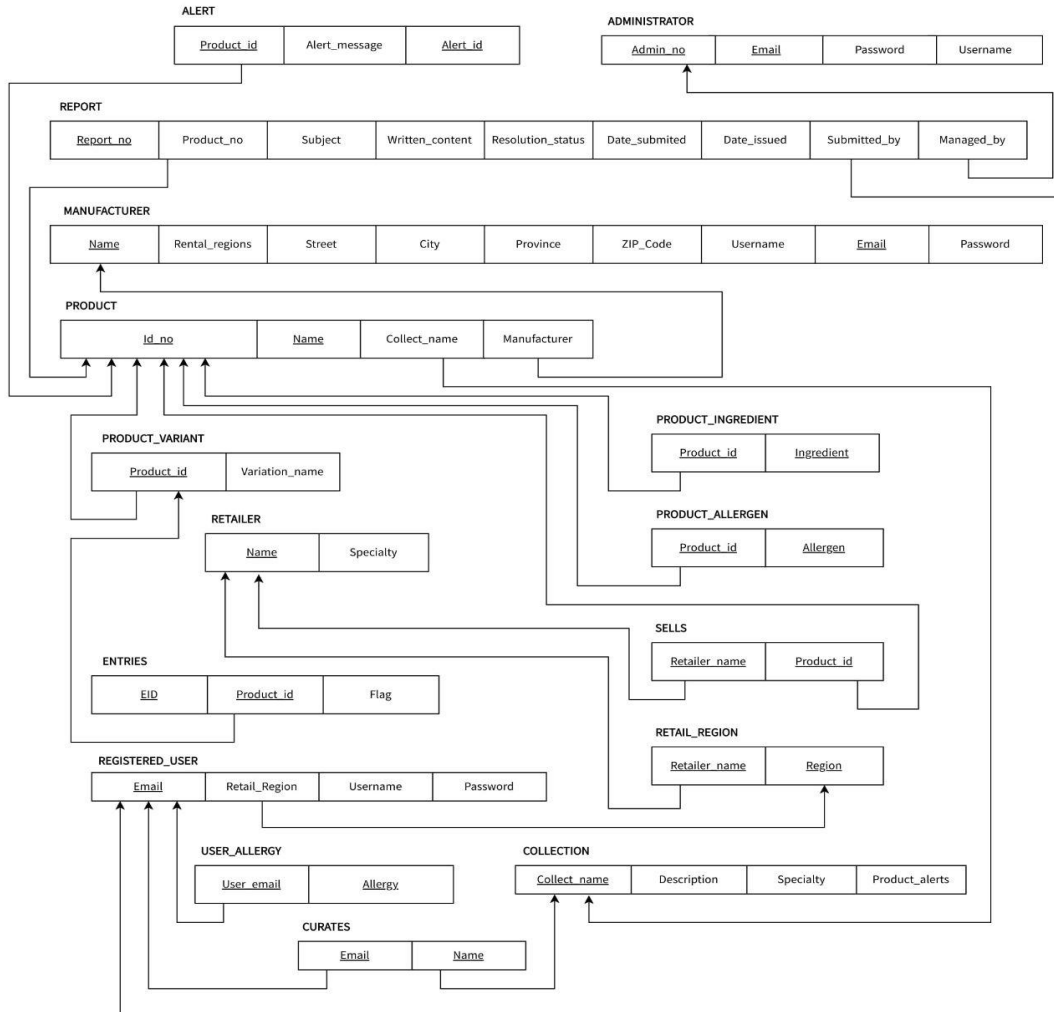 ALERT
Product_id Alert_message Alert_id
ADMINISTRATOR
Admin_no Email Password Username
REPORT
Report_no Product_no Subject Written_content Resolution_status Date_submited Date_issued Submitted_by Managed_by
MANUFACTURER
Name Rental_regions Street City Province ZIP_Code Username Email Password
PRODUCT
Id_no Name Collect_name Manufacturer
PRODUCT_INGREDIENT
Product_id Ingredient
PRODUCT_VARIANT
Product_id Variation_name
PRODUCT_ALLERGEN
Product_id Allergen
RETAILER
Name Specialty
SELLS
Retailer_name Product_id
ENTRIES
EID Product_id Flag
RETAIL_REGION
Retailer_name Region
REGISTERED_USER
Email Retail_Region Username Password
USER_ALLERGY
User_email Allergy
COLLECTION
Collect_name Description Specialty Product_alerts
CURATES
Email Name